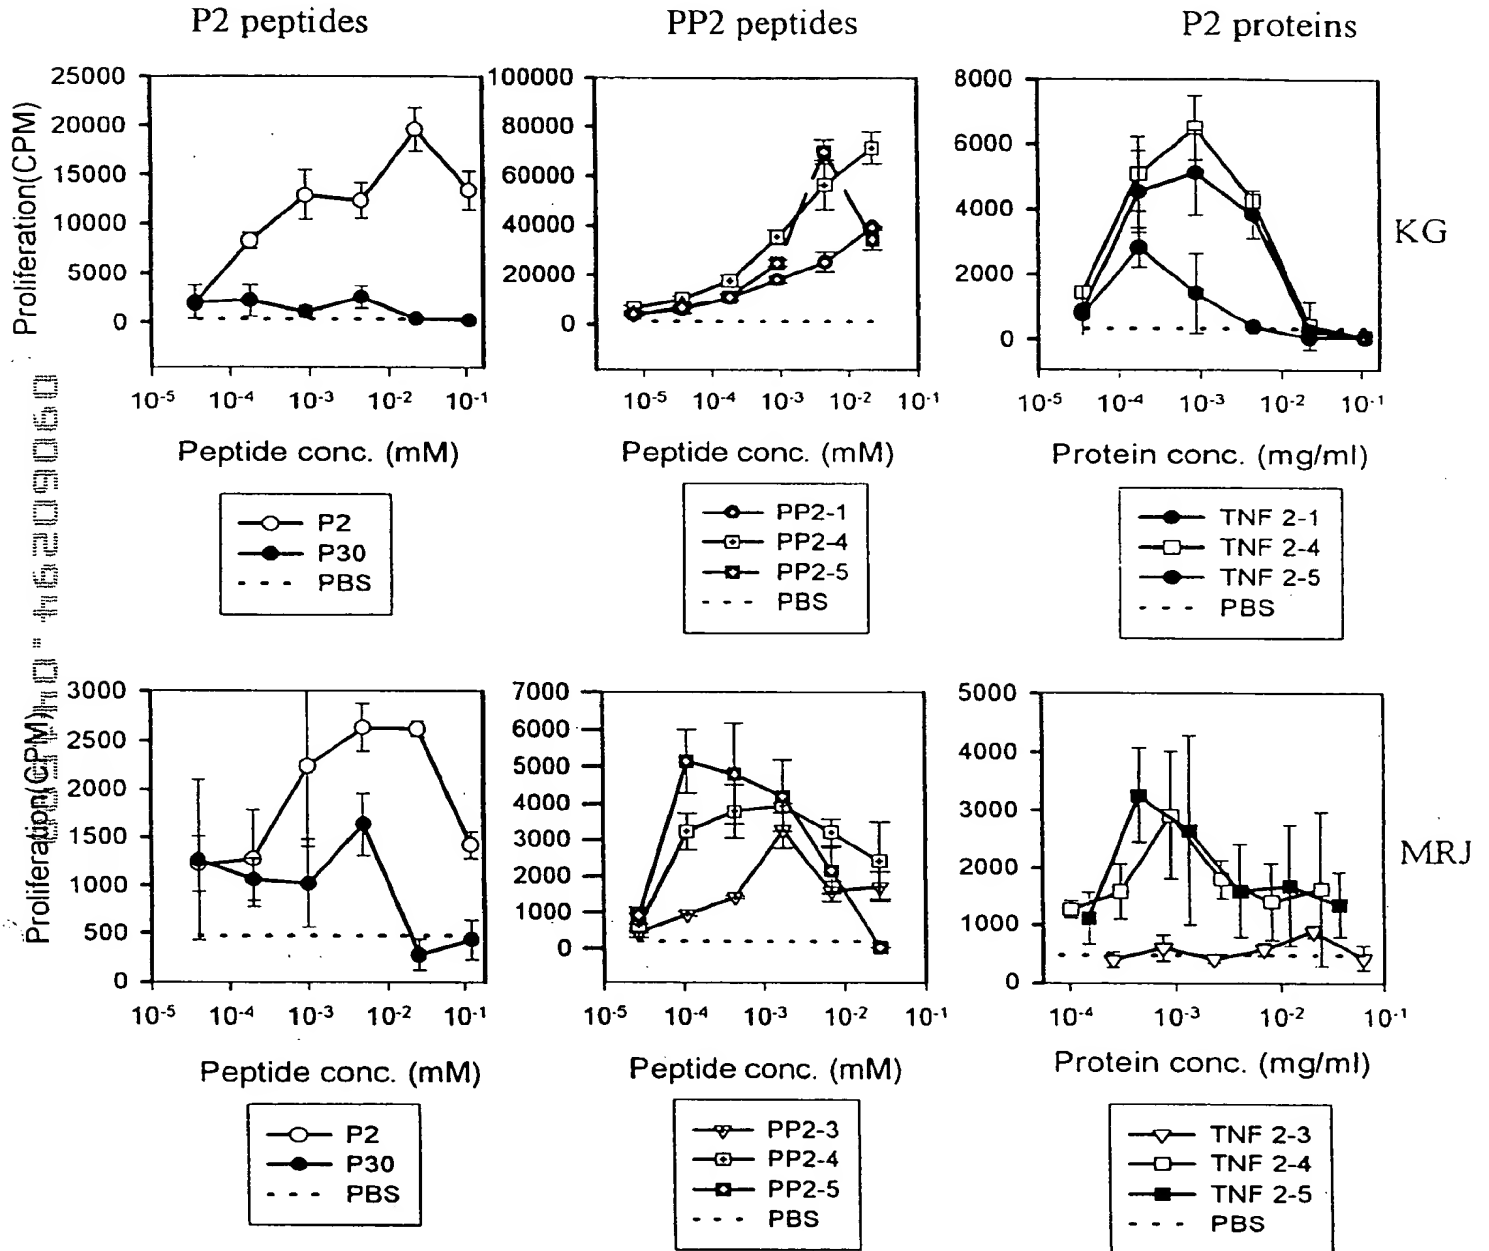 P2 peptides
PP2 peptides
P2 proteins
Proliferation(CPM)
25000
20000
15000
10000
5000
0
10-5 10-4 10-3 10-2 10-1
Peptide conc. (mM)
P2
P30
PBS
100000
80000
60000
40000
20000
0
10-5 10-4 10-3 10-2 10-1
Peptide conc. (mM)
PP2-1
PP2-4
PP2-5
PBS
8000
6000
4000
2000
0
10-5 10-4 10-3 10-2 10-1
Protein conc. (mg/ml)
TNF 2-1
TNF 2-4
TNF 2-5
PBS
KG
Proliferation(CPM)
3000
2500
2000
1500
1000
500
0
10-5 10-4 10-3 10-2 10-1
Peptide conc. (mM)
P2
P30
PBS
7000
6000
5000
4000
3000
2000
1000
0
10-5 10-4 10-3 10-2 10-1
Peptide conc. (mM)
PP2-3
PP2-4
PP2-5
PBS
5000
4000
3000
2000
1000
0
10-4 10-3 10-2 10-1
Protein conc. (mg/ml)
TNF 2-3
TNF 2-4
TNF 2-5
PBS
MRJ